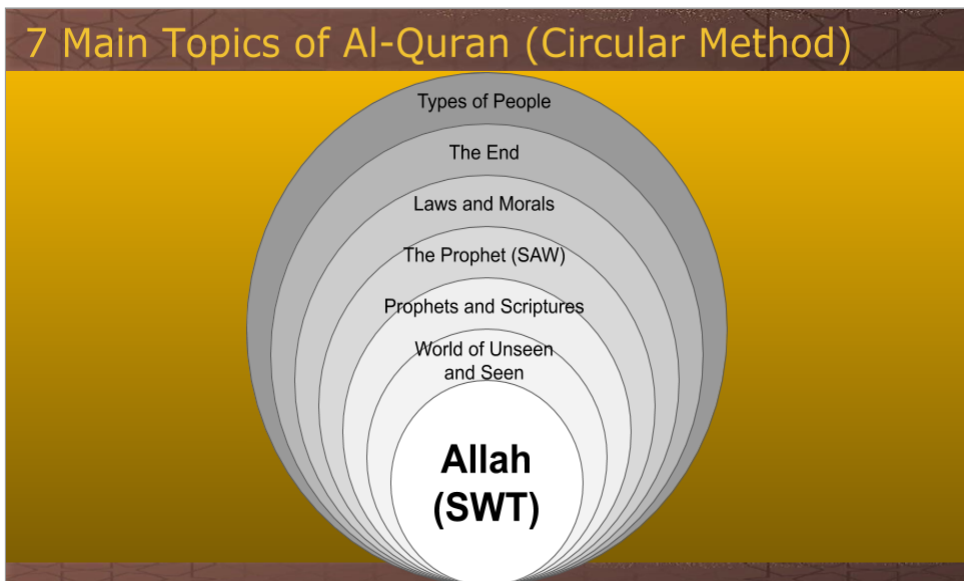 7 Main Topics of Al-Quran (Circular Method)
Types of People
The End
Laws and Morals
The Prophet (SAW)
Prophets and Scriptures
World of Unseen
and Seen
Allah
(SWT)